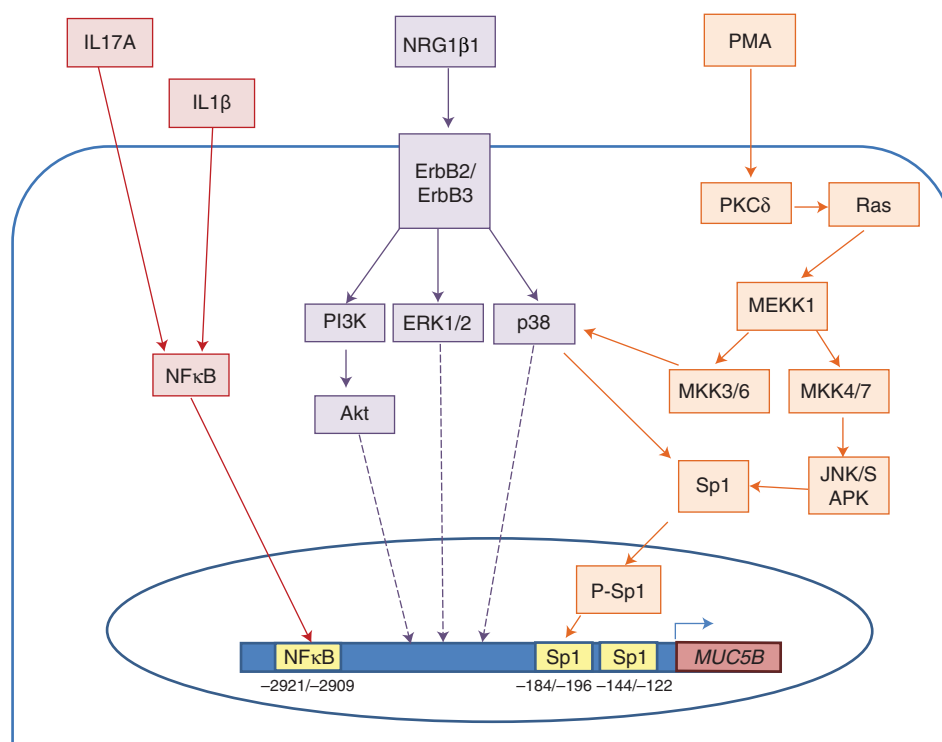 IL17A
NRG1β1
PMA
IL1β
ErbB2/
ErbB3
PKCδ
Ras
MEKK1
PI3K
ERK1/2
p38
NFκB
MKK3/6
MKK4/7
Akt
Sp1
JNK/S
APK
P-Sp1
NFκB
Sp1
Sp1
MUC5B
–2921/–2909
–184/–196
–144/–122